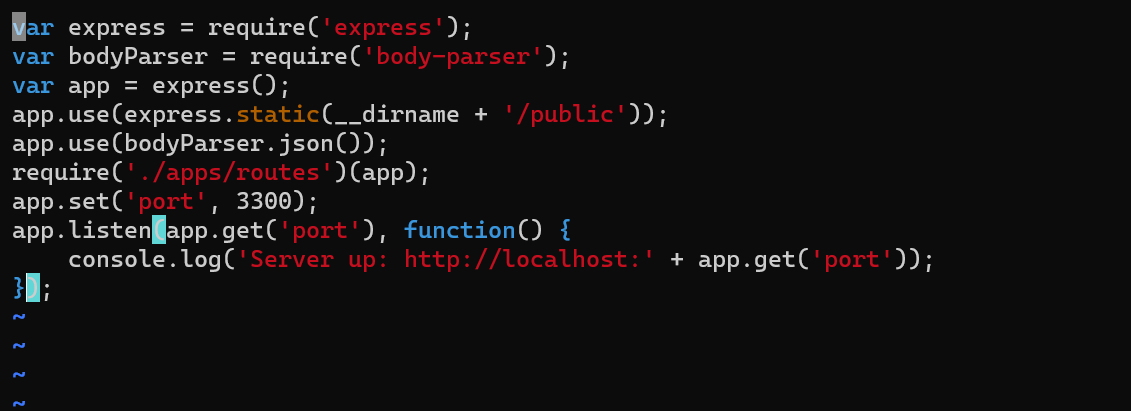 var express = require('express');
var bodyParser = require('body-parser');
var app = express();
app.use(express.static(__dirname + '/public'));
app.use(bodyParser.json());
require('./apps/routes')(app);
app.set('port', 3300);
app.listen(app.get('port'), function() {
    console.log('Server up: http://localhost:' + app.get('port'));
});
~
~
~
~